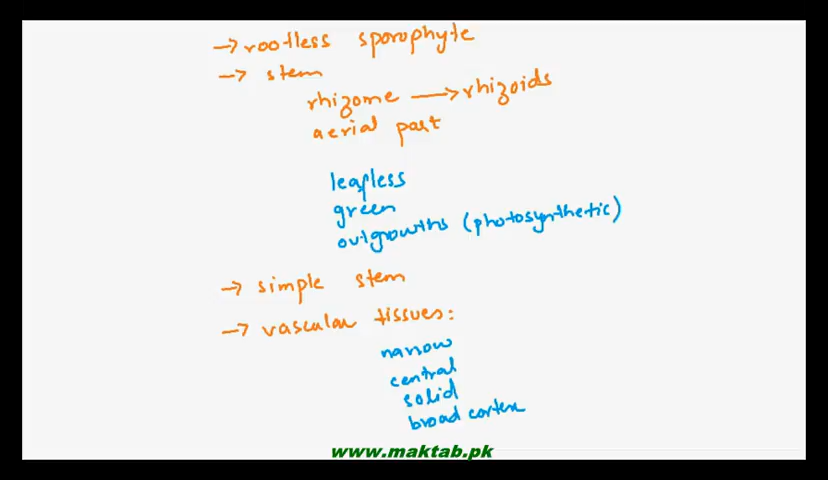 → rootless sporophyte
→ stem
rhizome → rhizoids
aerial part
leafless
green
outgrowths (photosynthetic)
→ simple stem
→ vascular tissues:
narrow
central
solid
broad cortex
www.maktab.pk